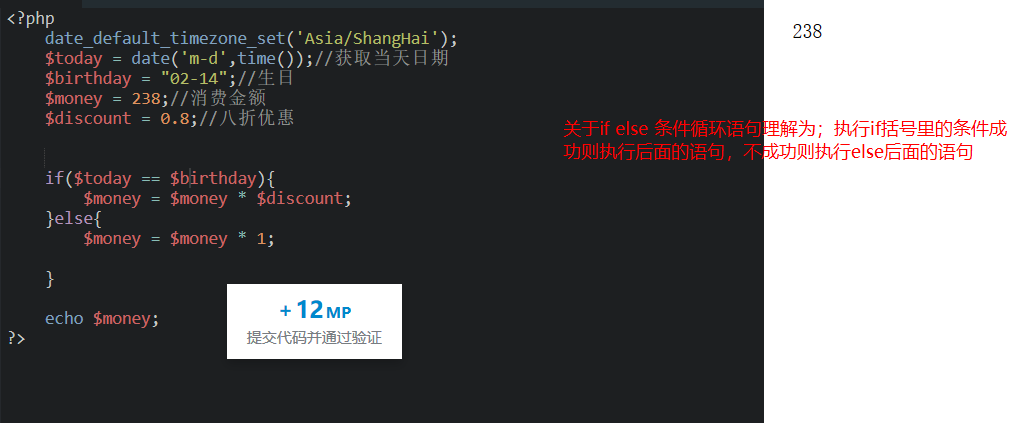 <?php
date_default_timezone_set('Asia/ShangHai');
$today = date('m-d',time());//获取当天日期
$birthday = "02-14";//生日
$money = 238;//消费金额
$discount = 0.8;//八折优惠
if($today == $birthday){
$money = $money * $discount;
}else{
$money = $money * 1;
}
echo $money;
?>
+12MP
提交代码并通过验证
238
关于if else 条件循环语句理解为；执行if括号里的条件成
功则执行后面的语句，不成功则执行else后面的语句